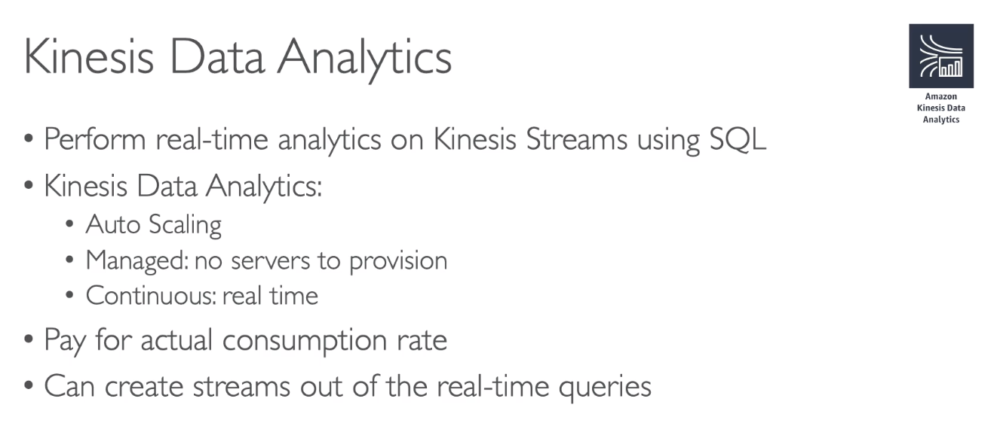 Kinesis Data Analytics
Amazon
Kinesis Data
Analytics
• Perform real-time analytics on Kinesis Streams using SQL
• Kinesis Data Analytics:
• Auto Scaling
• Managed: no servers to provision
• Continuous: real time
• Pay for actual consumption rate
• Can create streams out of the real-time queries